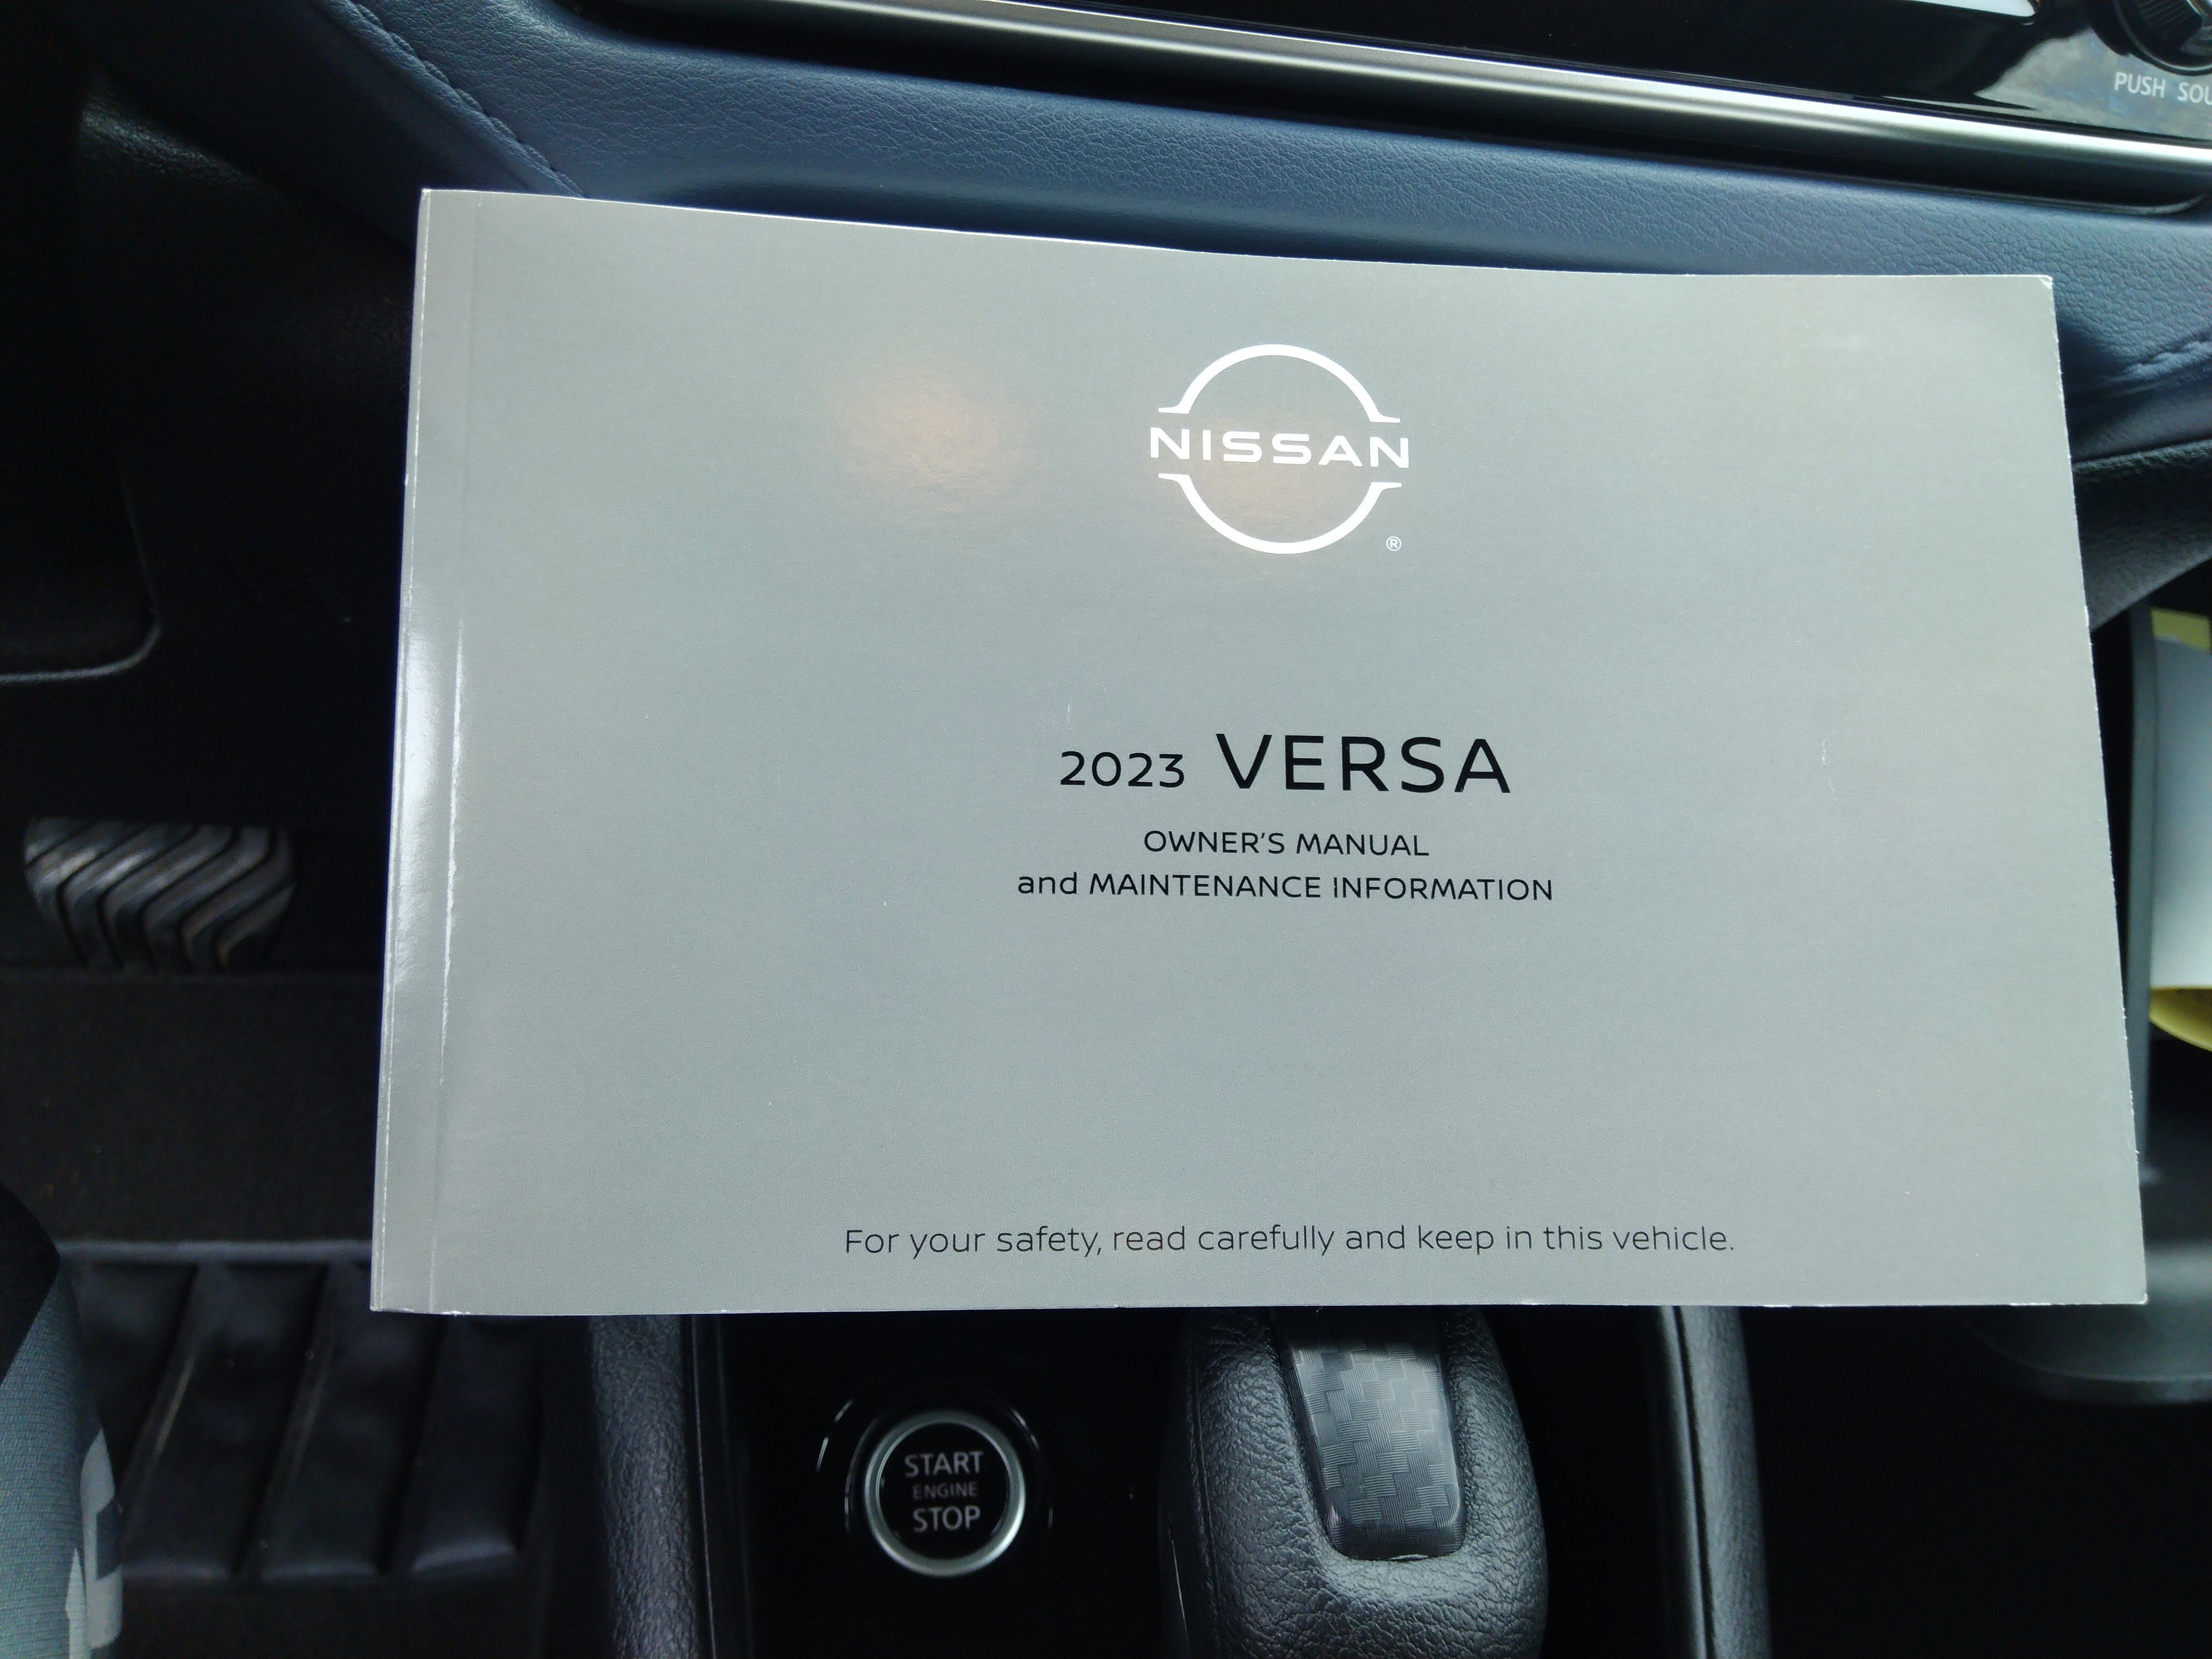 PUSH SOU
NISSAN
®
2023 VERSA
OWNER'S MANUAL
and MAINTENANCE INFORMATION
For your safety, read carefully and keep in this vehicle.
START
ENGINE
STOP